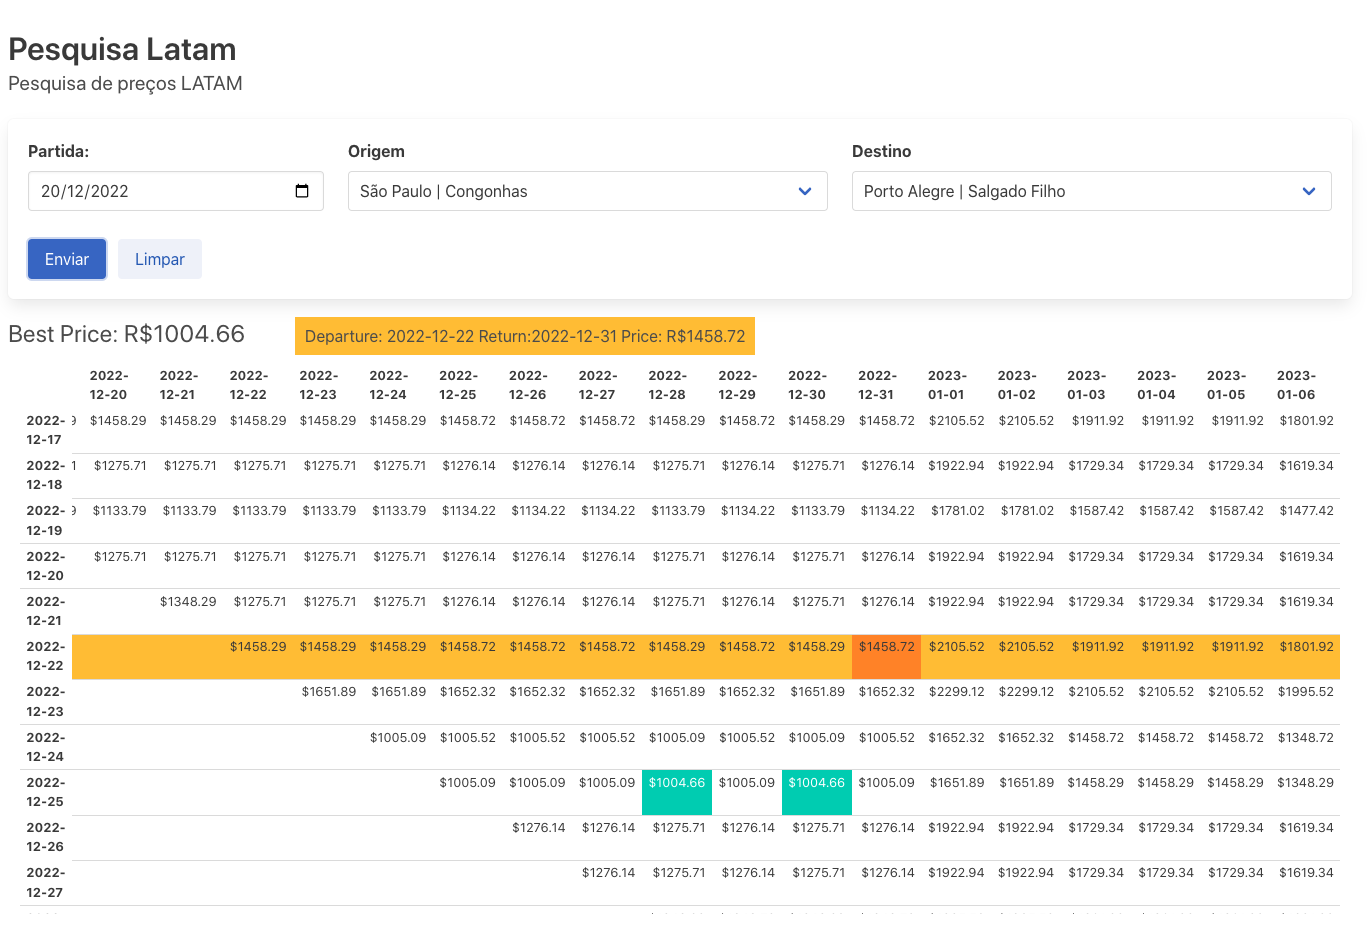 Pesquisa Latam
Pesquisa de preços LATAM
Partida: Origem Destino
20/12/2022 São Paulo | Congonhas Porto Alegre | Salgado Filho
Enviar Limpar
Best Price: R$1004.66 Departure: 2022-12-22 Return:2022-12-31 Price: R$1458.72
2022- 2022- 2022- 2022- 2022- 2022- 2022- 2022- 2022- 2022- 2022- 2022- 2023- 2023- 2023- 2023- 2023- 2023-
12-20 12-21 12-22 12-23 12-24 12-25 12-26 12-27 12-28 12-29 12-30 12-31 01-01 01-02 01-03 01-04 01-05 01-06
2022- 9 $1458.29 $1458.29 $1458.29 $1458.29 $1458.29 $1458.72 $1458.72 $1458.72 $1458.29 $1458.72 $1458.29 $1458.72 $2105.52 $2105.52 $1911.92 $1911.92 $1911.92 $1801.92
12-17
2022- 1 $1275.71 $1275.71 $1275.71 $1275.71 $1275.71 $1276.14 $1276.14 $1276.14 $1275.71 $1276.14 $1275.71 $1276.14 $1922.94 $1922.94 $1729.34 $1729.34 $1729.34 $1619.34
12-18
2022- 9 $1133.79 $1133.79 $1133.79 $1133.79 $1133.79 $1134.22 $1134.22 $1134.22 $1133.79 $1134.22 $1133.79 $1134.22 $1781.02 $1781.02 $1587.42 $1587.42 $1587.42 $1477.42
12-19
2022- $1275.71 $1275.71 $1275.71 $1275.71 $1275.71 $1276.14 $1276.14 $1276.14 $1275.71 $1276.14 $1275.71 $1276.14 $1922.94 $1922.94 $1729.34 $1729.34 $1729.34 $1619.34
12-20
2022- $1348.29 $1275.71 $1275.71 $1275.71 $1276.14 $1276.14 $1276.14 $1275.71 $1276.14 $1275.71 $1276.14 $1922.94 $1922.94 $1729.34 $1729.34 $1729.34 $1619.34
12-21
2022- $1458.29 $1458.29 $1458.29 $1458.72 $1458.72 $1458.72 $1458.29 $1458.72 $1458.29 $1458.72 $2105.52 $2105.52 $1911.92 $1911.92 $1911.92 $1801.92
12-22
2022- $1651.89 $1651.89 $1652.32 $1652.32 $1652.32 $1651.89 $1652.32 $1651.89 $1652.32 $2299.12 $2299.12 $2105.52 $2105.52 $2105.52 $1995.52
12-23
2022- $1005.09 $1005.52 $1005.52 $1005.52 $1005.09 $1005.52 $1005.09 $1005.52 $1652.32 $1652.32 $1458.72 $1458.72 $1458.72 $1348.72
12-24
2022- $1005.09 $1005.09 $1005.09 $1004.66 $1005.09 $1004.66 $1005.09 $1651.89 $1651.89 $1458.29 $1458.29 $1458.29 $1348.29
12-25
2022- $1276.14 $1276.14 $1275.71 $1276.14 $1275.71 $1276.14 $1922.94 $1922.94 $1729.34 $1729.34 $1729.34 $1619.34
12-26
2022- $1276.14 $1275.71 $1276.14 $1275.71 $1276.14 $1922.94 $1922.94 $1729.34 $1729.34 $1729.34 $1619.34
12-27